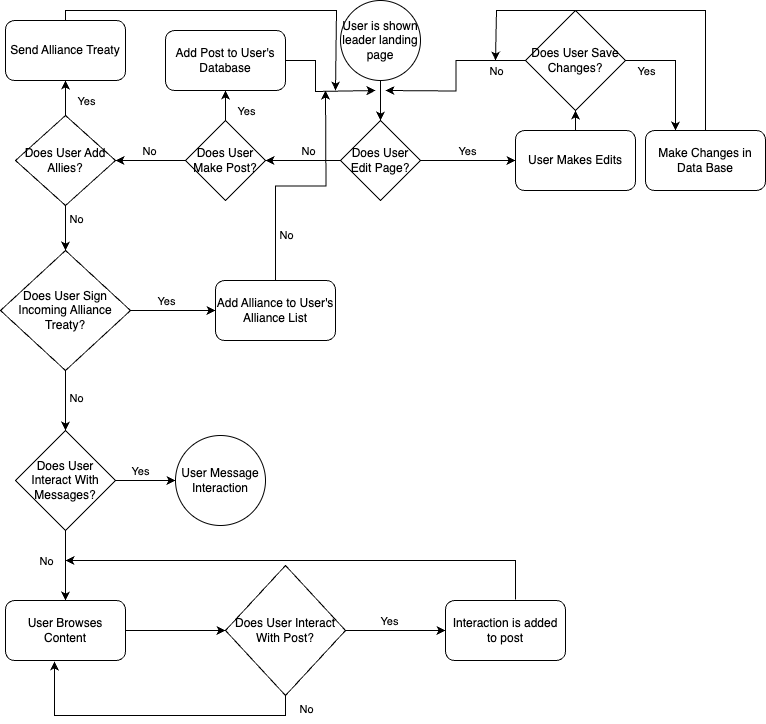 User is shown
leader landing
page
Send Alliance Treaty
Add Post to User's
Database
Does User Save
Changes?
No
Yes
Yes
Yes
Does User Add
Allies?
No
Does User
Make Post?
No
Does User
Edit Page?
Yes
User Makes Edits
Make Changes in
Data Base
No
No
Does User Sign
Incoming Alliance
Treaty?
Yes
Add Alliance to User's
Alliance List
No
Does User
Interact With
Messages?
Yes
User Message
Interaction
No
User Browses
Content
Does User Interact
With Post?
Yes
Interaction is added
to post
No